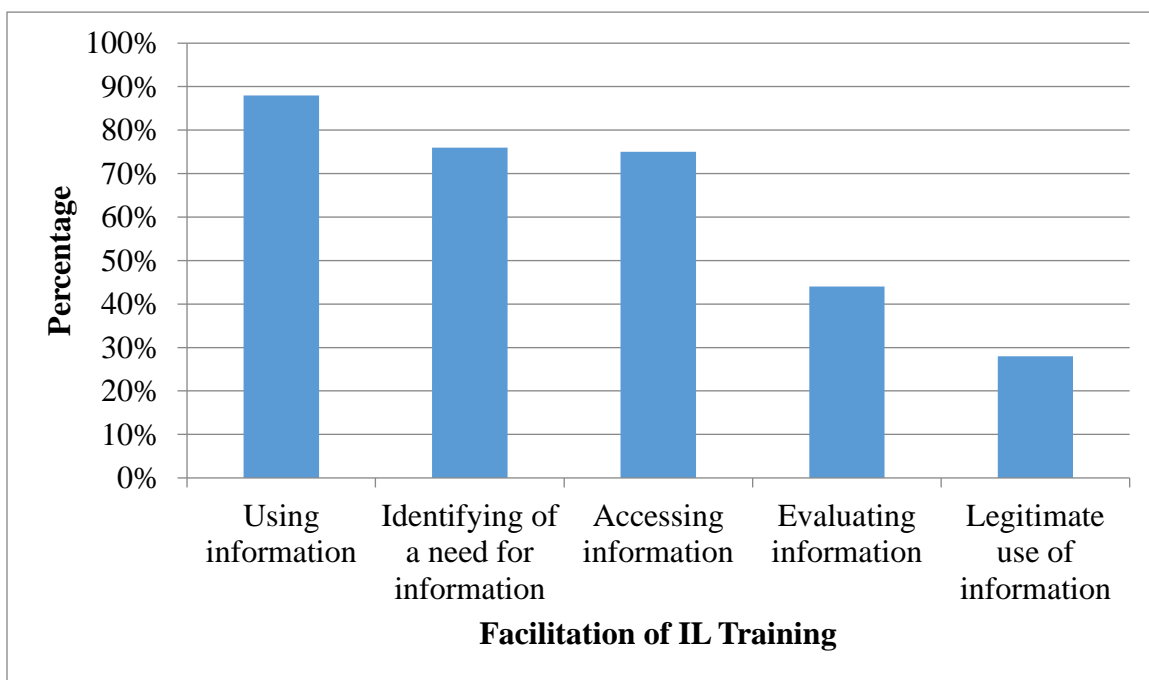 100%
90%
80%
70%
60%
50%
40%
30%
20%
10%
0%
Percentage
Using
information
Identifying of
a need for
information
Accessing
information
Evaluating
information
Legitimate
use of
information
Facilitation of IL Training